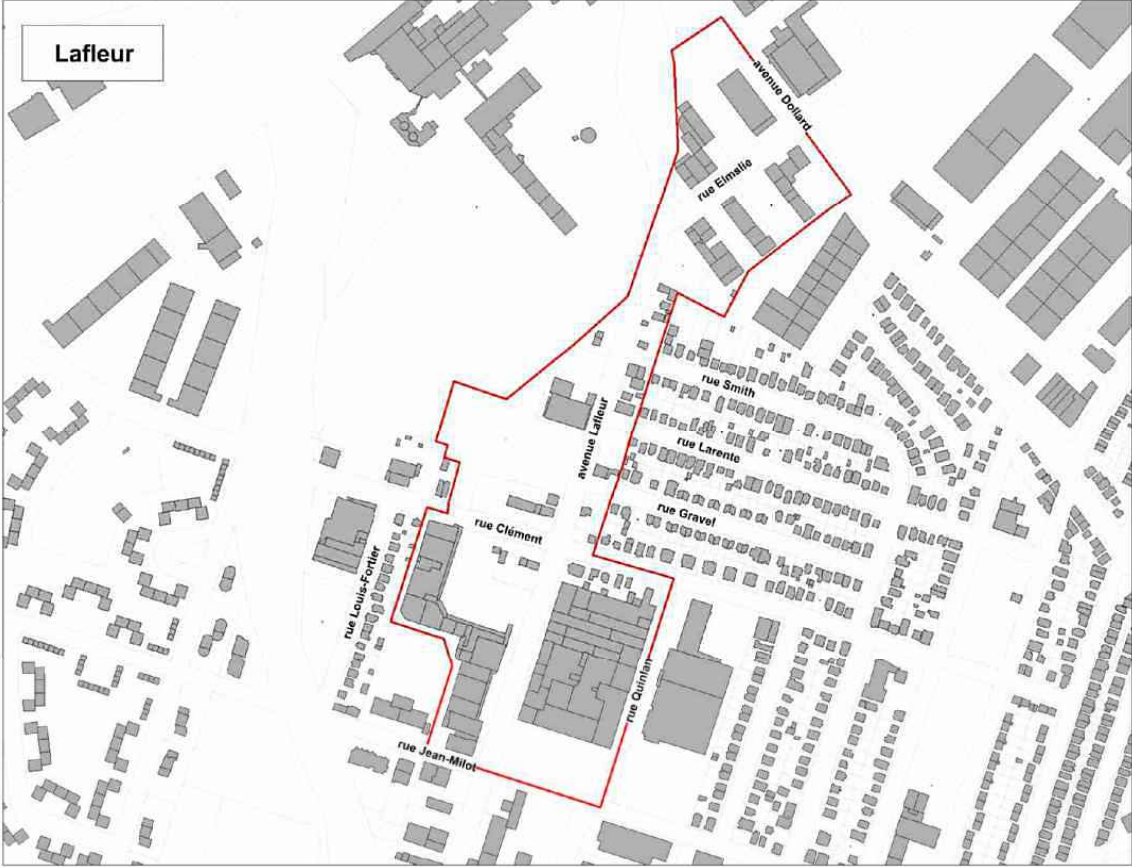 Lafleur
avenue Dollard
rue Elmslie
rue Smith
avenue Lafleur
rue Larente
rue Gravel
rue Clément
rue Louis-Fortier
rue Quinlan
rue Jean-Milot